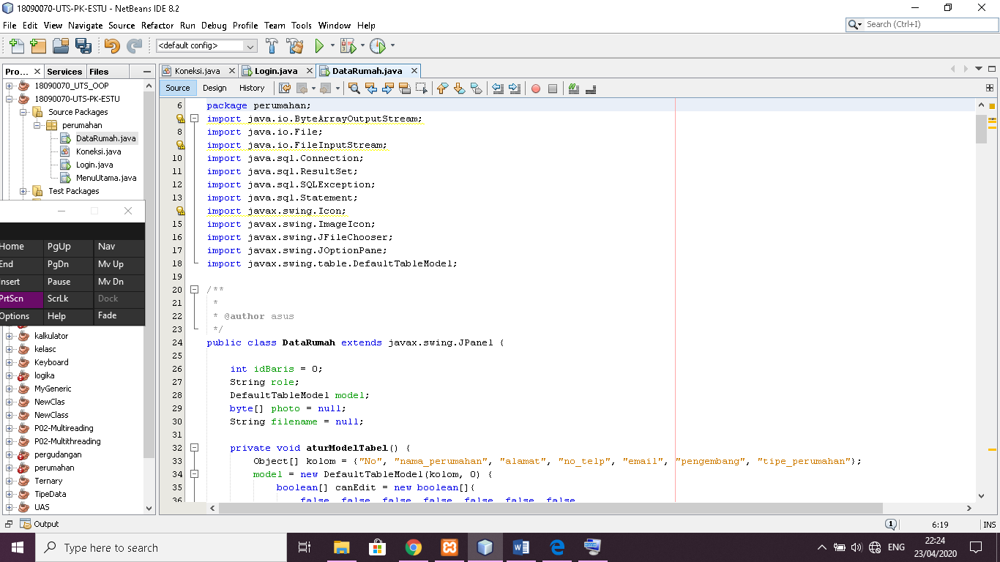 18090070-UTS-PK-ESTU - NetBeans IDE 8.2
File Edit View Navigate Source Refactor Run Debug Profile Team Tools Window Help
Search (Ctrl+I)
<default config>
Pro... Services Files
Koneksi.java Login.java DataRumah.java
Source Design History
18090070_UTS_OOP
18090070-UTS-PK-ESTU
Source Packages
perumahan
DataRumah.java
Koneksi.java
Login.java
MenuUtama.java
Test Packages
Home PgUp Nav
End PgDn Mv Up
Insert Pause Mv Dn
PrtScn ScrLk Dock
Options Help Fade
kalkulator
kelasc
Keyboard
logika
MyGeneric
NewClas
NewClass
P02-Multireading
P02-Multithreading
pergudangan
perumahan
Ternary
TipeData
UAS
6 package perumahan;
import java.io.ByteArrayOutputStream;
8 import java.io.File;
import java.io.FileInputStream;
10 import java.sql.Connection;
11 import java.sql.ResultSet;
12 import java.sql.SQLException;
13 import java.sql.Statement;
import javax.swing.Icon;
15 import javax.swing.ImageIcon;
16 import javax.swing.JFileChooser;
17 import javax.swing.JOptionPane;
18 import javax.swing.table.DefaultTableModel;
19
20 /**
21 *
22 * @author asus
23 */
24 public class DataRumah extends javax.swing.JPanel {
25
26 int idBaris = 0;
27 String role;
28 DefaultTableModel model;
29 byte[] photo = null;
30 String filename = null;
31
32 private void aturModelTabel() {
33 Object[] kolom = {"No", "nama_perumahan", "alamat", "no_telp", "email", "pengembang", "tipe_perumahan"};
34 model = new DefaultTableModel(kolom, 0) {
35 boolean[] canEdit = new boolean[]{
36 false, false, false, false, false, false, false
Output
1 6:19 INS
Type here to search
ENG
22:24
23/04/2020